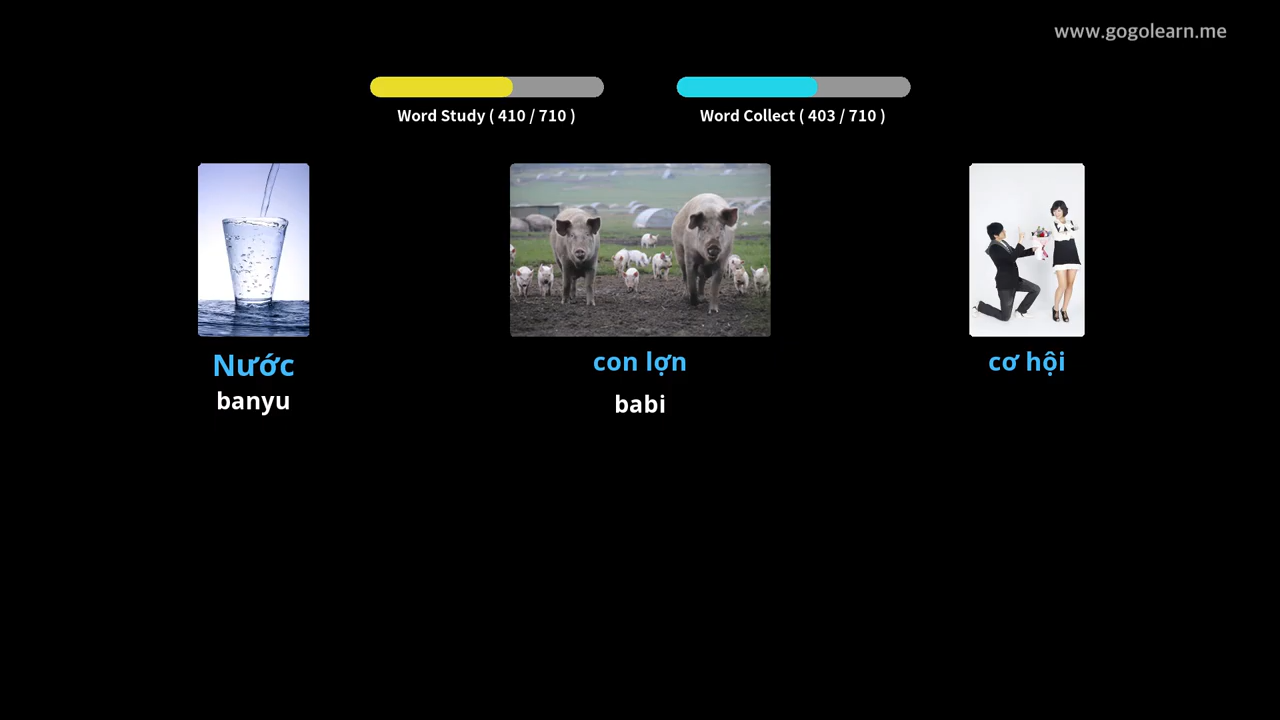 www.gogolearn.me
Word Study ( 410 / 710 )
Word Collect ( 403 / 710 )
Nước
banyu
con lợn
babi
cơ hội